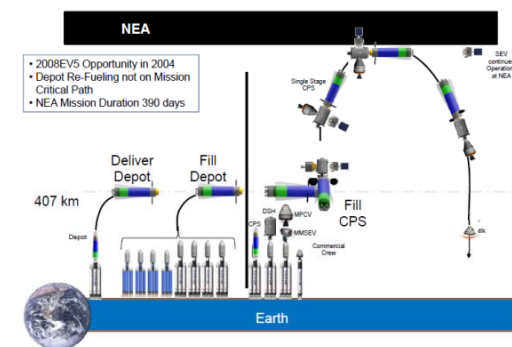 NEA
• 2008EV5 Opportunity in 2004
• Depot Re-Fueling not on Mission
Critical Path
• NEA Mission Duration 390 days
SEV
continues
Operation
at NEA
Single Stage
CPS
Deliver
Depot
Fill
Depot
407 km
Fill
CPS
DSH
MPCV
CPS
MMSEV
Depot
Commercial
Crew
Earth